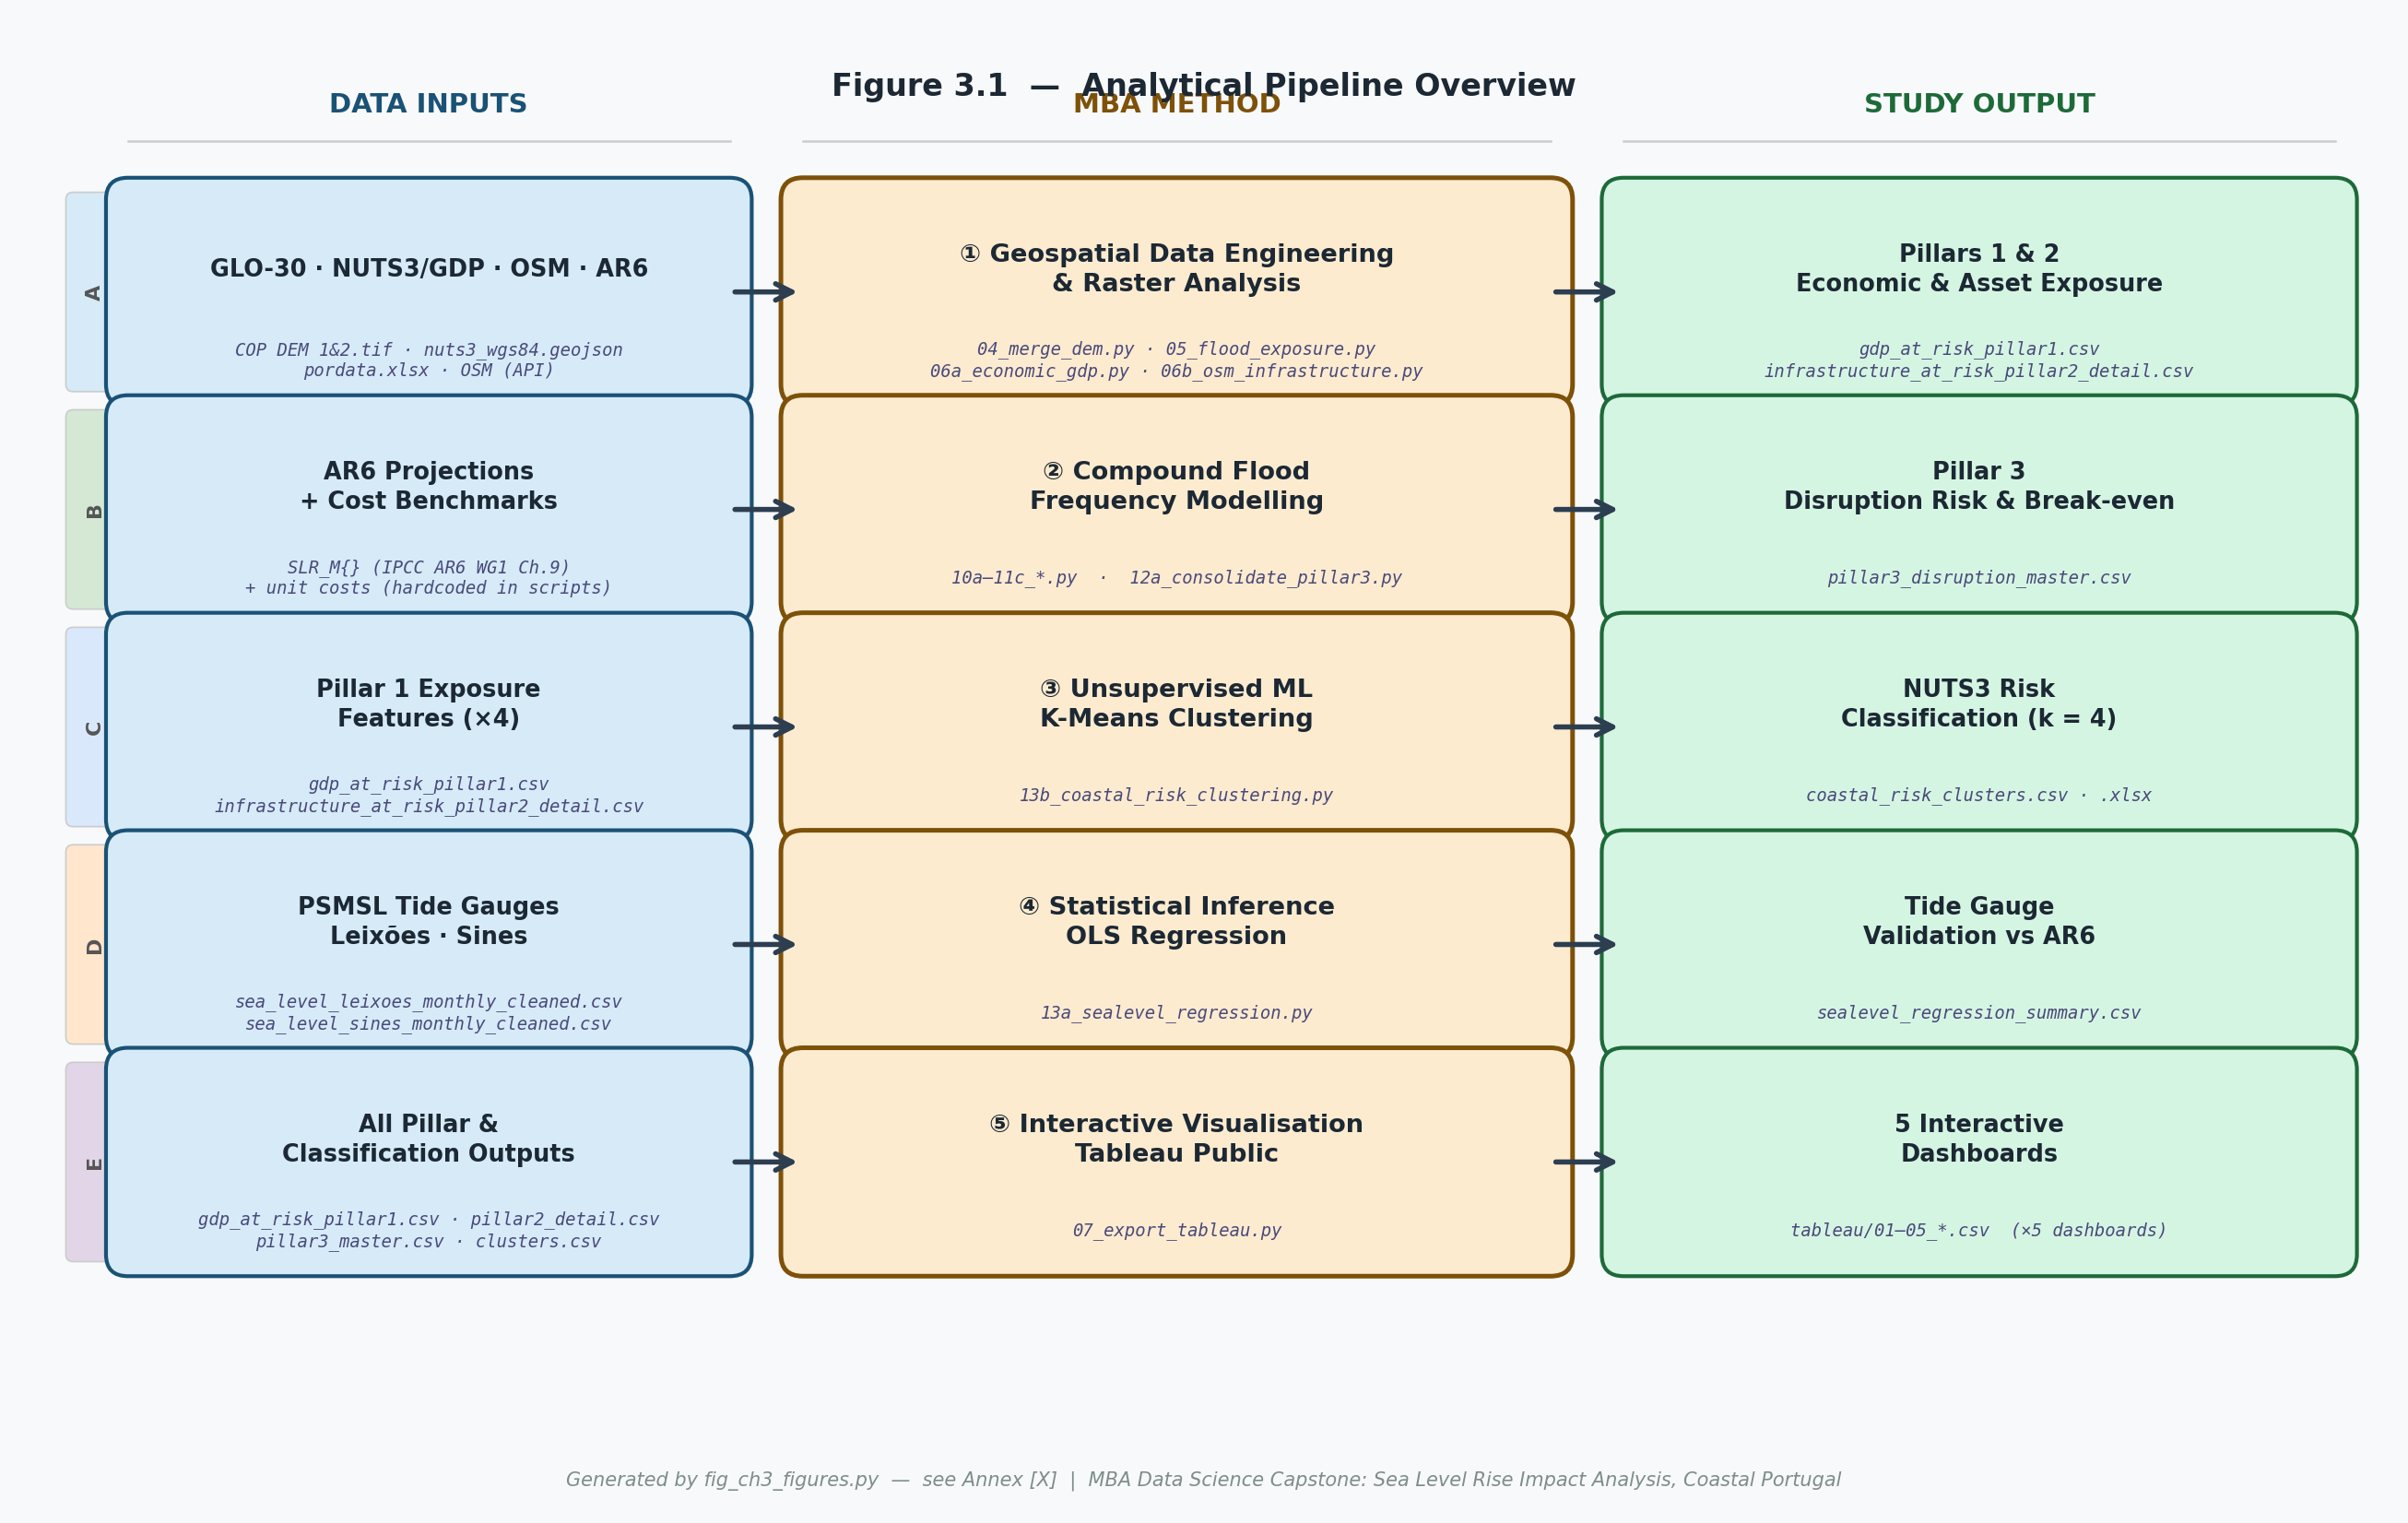 Figure 3.1 — Analytical Pipeline Overview
DATA INPUTS
MBA METHOD
STUDY OUTPUT
A
GLO-30 · NUTS3/GDP · OSM · AR6
COP DEM 1&2.tif · nuts3_wgs84.geojson
pordata.xlsx · OSM (API)
① Geospatial Data Engineering
& Raster Analysis
04_merge_dem.py · 05_flood_exposure.py
06a_economic_gdp.py · 06b_osm_infrastructure.py
Pillars 1 & 2
Economic & Asset Exposure
gdp_at_risk_pillar1.csv
infrastructure_at_risk_pillar2_detail.csv
B
AR6 Projections
+ Cost Benchmarks
SLR_M{} (IPCC AR6 WG1 Ch.9)
+ unit costs (hardcoded in scripts)
② Compound Flood
Frequency Modelling
10a–11c_*.py · 12a_consolidate_pillar3.py
Pillar 3
Disruption Risk & Break-even
pillar3_disruption_master.csv
C
Pillar 1 Exposure
Features (×4)
gdp_at_risk_pillar1.csv
infrastructure_at_risk_pillar2_detail.csv
③ Unsupervised ML
K-Means Clustering
13b_coastal_risk_clustering.py
NUTS3 Risk
Classification (k = 4)
coastal_risk_clusters.csv · .xlsx
D
PSMSL Tide Gauges
Leixões · Sines
sea_level_leixoes_monthly_cleaned.csv
sea_level_sines_monthly_cleaned.csv
④ Statistical Inference
OLS Regression
13a_sealevel_regression.py
Tide Gauge
Validation vs AR6
sealevel_regression_summary.csv
E
All Pillar &
Classification Outputs
gdp_at_risk_pillar1.csv · pillar2_detail.csv
pillar3_master.csv · clusters.csv
⑤ Interactive Visualisation
Tableau Public
07_export_tableau.py
5 Interactive
Dashboards
tableau/01–05_*.csv (×5 dashboards)
Generated by fig_ch3_figures.py — see Annex [X] | MBA Data Science Capstone: Sea Level Rise Impact Analysis, Coastal Portugal